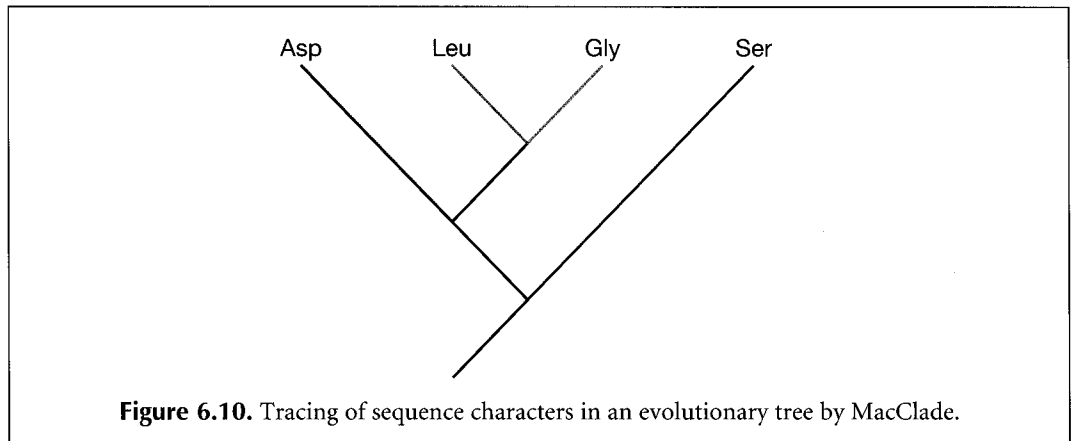 Asp Leu Gly Ser
Figure 6.10. Tracing of sequence characters in an evolutionary tree by MacClade.